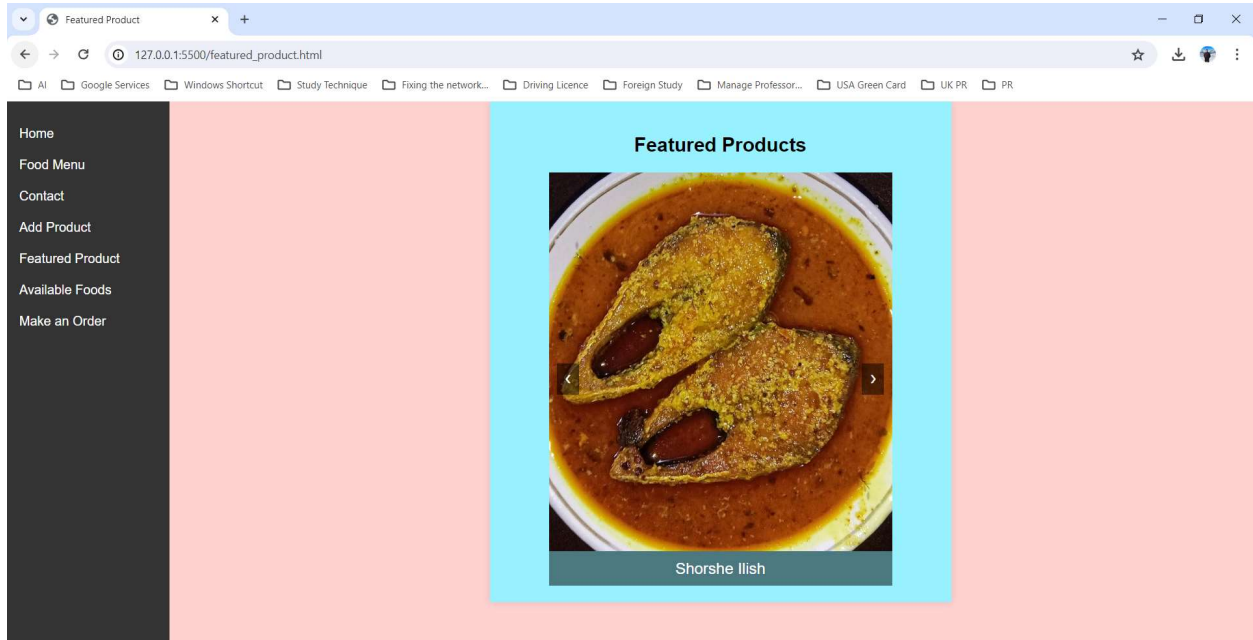 Featured Product
127.0.0.1:5500/featured_product.html
AI Google Services Windows Shortcut Study Technique Fixing the network... Driving Licence Foreign Study Manage Professor... USA Green Card UK PR PR
Home
Food Menu
Contact
Add Product
Featured Product
Available Foods
Make an Order
Featured Products
Shorshe Ilish